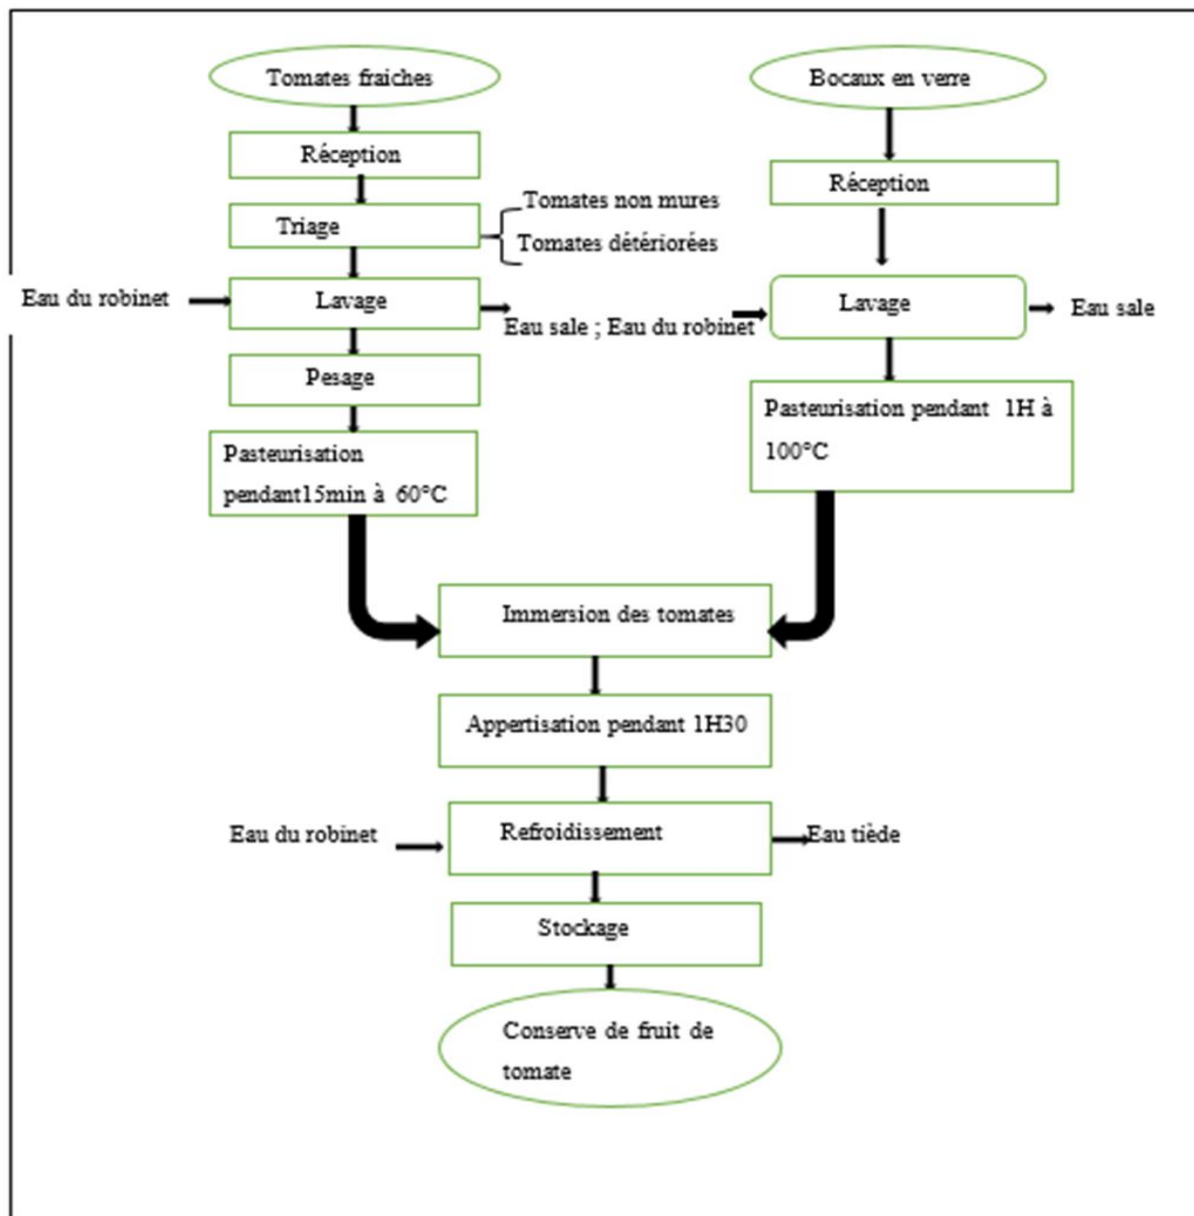 Tomates fraiches
Réception
Triage
Tomates non mures
Tomates détériorées
Eau du robinet
Lavage
Eau sale ; Eau du robinet
Pesage
Pasteurisation
pendant15min à 60°C
Bocaux en verre
Réception
Lavage
Eau sale
Pasteurisation pendant 1H à
100°C
Immersion des tomates
Appertisation pendant 1H30
Eau du robinet
Refroidissement
Eau tiède
Stockage
Conserve de fruit de
tomate